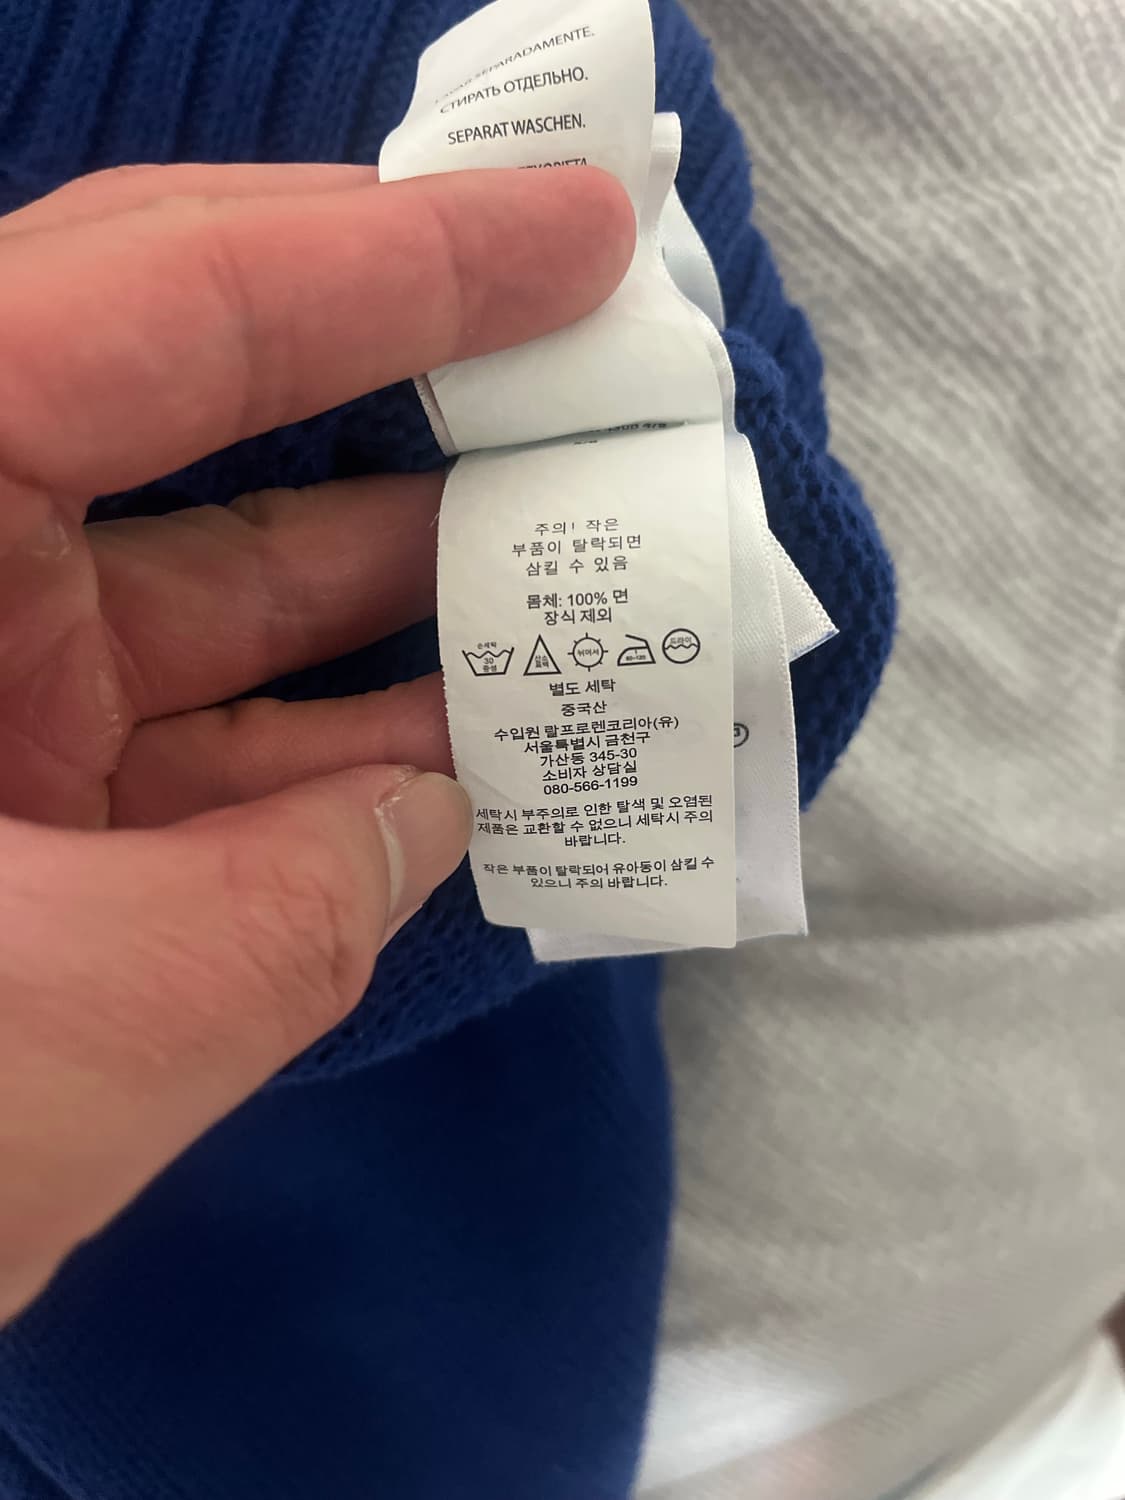 SEPARADAMENTE.
СТИРАТЬ ОТДЕЛЬНО.
SEPARAT WASCHEN.
주의! 작은
부품이 탈락되면
삼킬 수 있음
몸체: 100% 면
장식 제외
손세탁
30
중성
산소
표백
뉘어서
80~120
드라이
별도 세탁
중국산
수입원 랄프로렌코리아(유)
서울특별시 금천구
가산동 345-30
소비자 상담실
080-566-1199
세탁시 부주의로 인한 탈색 및 오염된
제품은 교환할 수 없으니 세탁시 주의
바랍니다.
작은 부품이 탈락되어 유아동이 삼킬 수
있으니 주의 바랍니다.